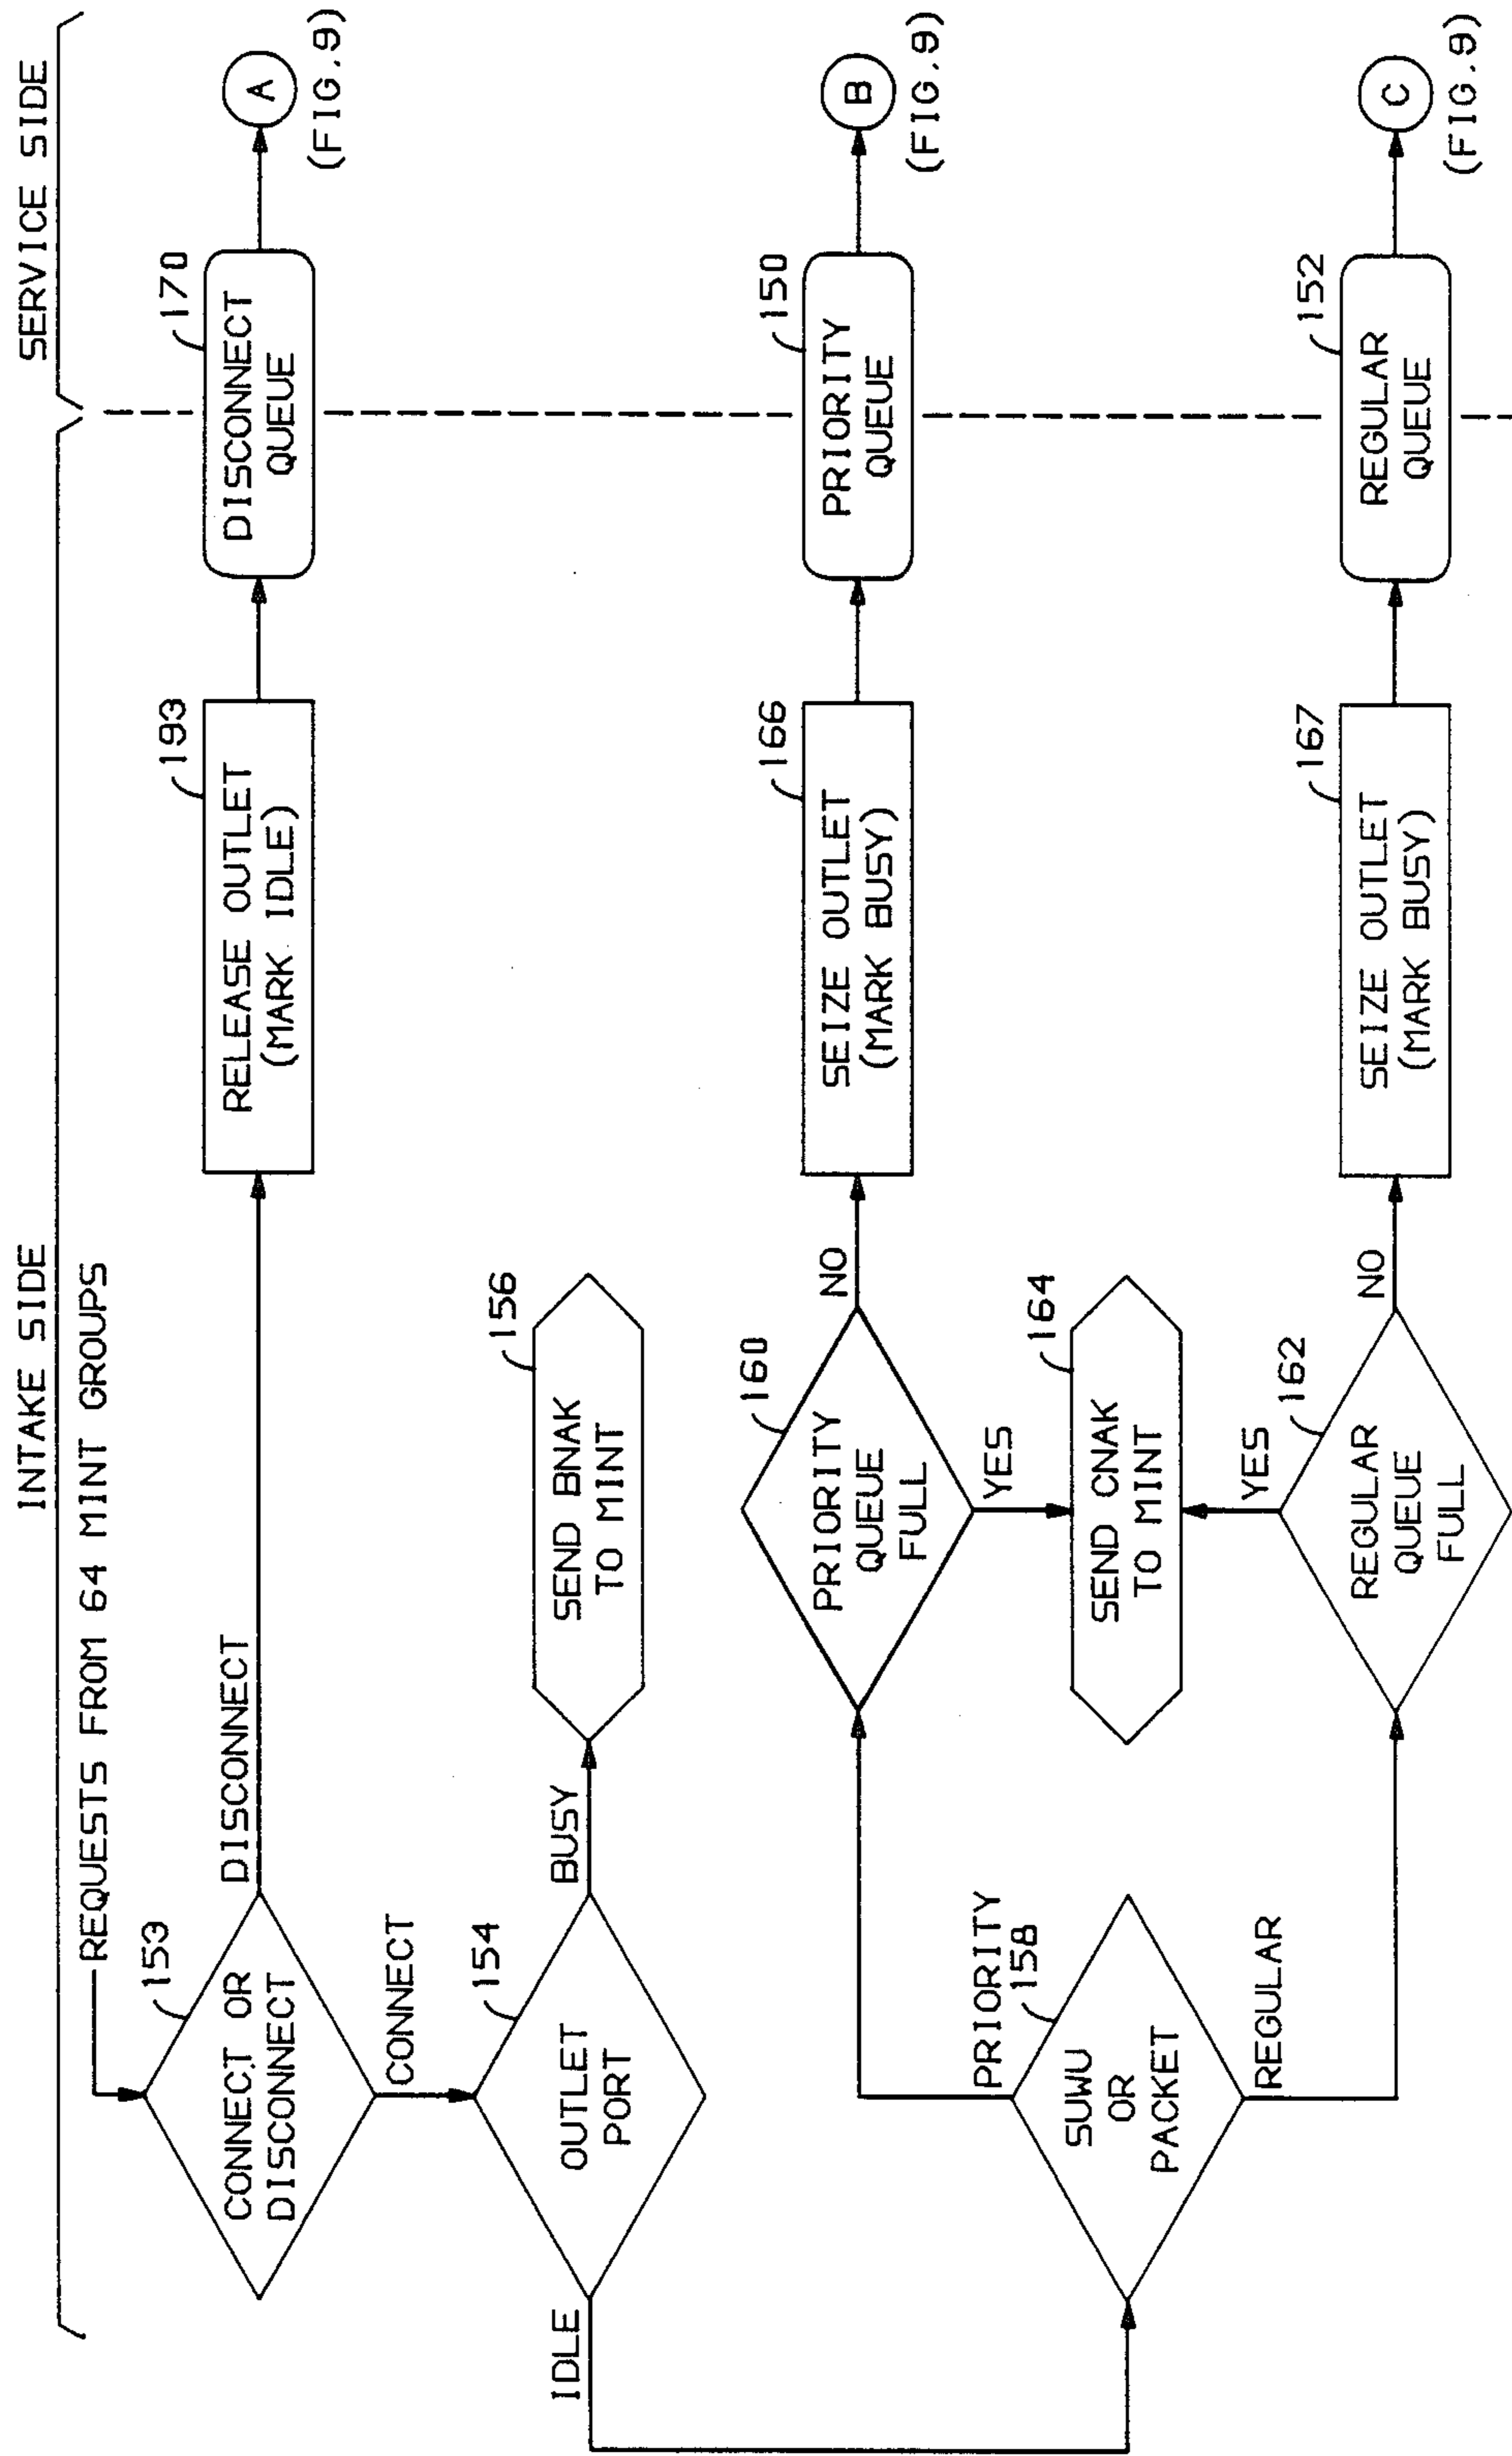 INTAKE SIDE
SERVICE SIDE
REQUESTS FROM 64 MINT GROUPS
153
CONNECT OR
DISCONNECT
DISCONNECT
193
RELEASE OUTLET
(MARK IDLE)
170
DISCONNECT
QUEUE
A
(FIG.9)
CONNECT
154
OUTLET
PORT
BUSY
156
SEND BNAK
TO MINT
IDLE
PRIORITY
158
SUWU
OR
PACKET
REGULAR
160
PRIORITY
QUEUE
FULL
NO
166
SEIZE OUTLET
(MARK BUSY)
150
PRIORITY
QUEUE
B
(FIG.9)
YES
164
SEND CNAK
TO MINT
YES
162
REGULAR
QUEUE
FULL
NO
167
SEIZE OUTLET
(MARK BUSY)
152
REGULAR
QUEUE
C
(FIG.9)